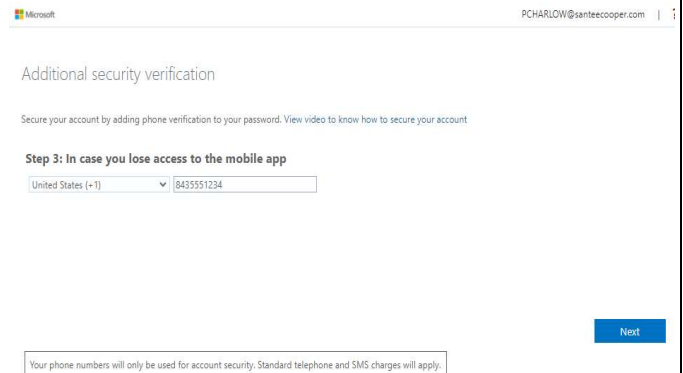 Microsoft
PCHARLOW@santeecooper.com | 
Additional security verification
Secure your account by adding phone verification to your password. View video to know how to secure your account
Step 3: In case you lose access to the mobile app
United States (+1) 8435551234
Next
Your phone numbers will only be used for account security. Standard telephone and SMS charges will apply.